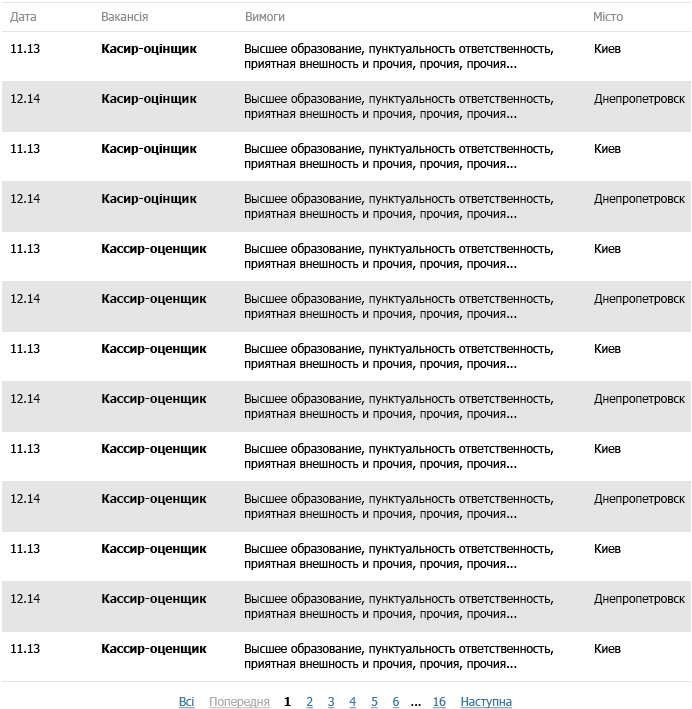 Дата Вакансія Вимоги Місто
11.13 Касир-оцінщик Высшее образование, пунктуальность ответственность, Киев
приятная внешность и прочия, прочия, прочия...
12.14 Касир-оцінщик Высшее образование, пунктуальность ответственность, Днепропетровск
приятная внешность и прочия, прочия, прочия...
11.13 Касир-оцінщик Высшее образование, пунктуальность ответственность, Киев
приятная внешность и прочия, прочия, прочия...
12.14 Касир-оцінщик Высшее образование, пунктуальность ответственность, Днепропетровск
приятная внешность и прочия, прочия, прочия...
11.13 Кассир-оценщик Высшее образование, пунктуальность ответственность, Киев
приятная внешность и прочия, прочия, прочия...
12.14 Кассир-оценщик Высшее образование, пунктуальность ответственность, Днепропетровск
приятная внешность и прочия, прочия, прочия...
11.13 Кассир-оценщик Высшее образование, пунктуальность ответственность, Киев
приятная внешность и прочия, прочия, прочия...
12.14 Кассир-оценщик Высшее образование, пунктуальность ответственность, Днепропетровск
приятная внешность и прочия, прочия, прочия...
11.13 Кассир-оценщик Высшее образование, пунктуальность ответственность, Киев
приятная внешность и прочия, прочия, прочия...
12.14 Кассир-оценщик Высшее образование, пунктуальность ответственность, Днепропетровск
приятная внешность и прочия, прочия, прочия...
11.13 Кассир-оценщик Высшее образование, пунктуальность ответственность, Киев
приятная внешность и прочия, прочия, прочия...
12.14 Кассир-оценщик Высшее образование, пунктуальность ответственность, Днепропетровск
приятная внешность и прочия, прочия, прочия...
11.13 Кассир-оценщик Высшее образование, пунктуальность ответственность, Киев
приятная внешность и прочия, прочия, прочия...
Всі Попередня 1 2 3 4 5 6 ... 16 Наступна